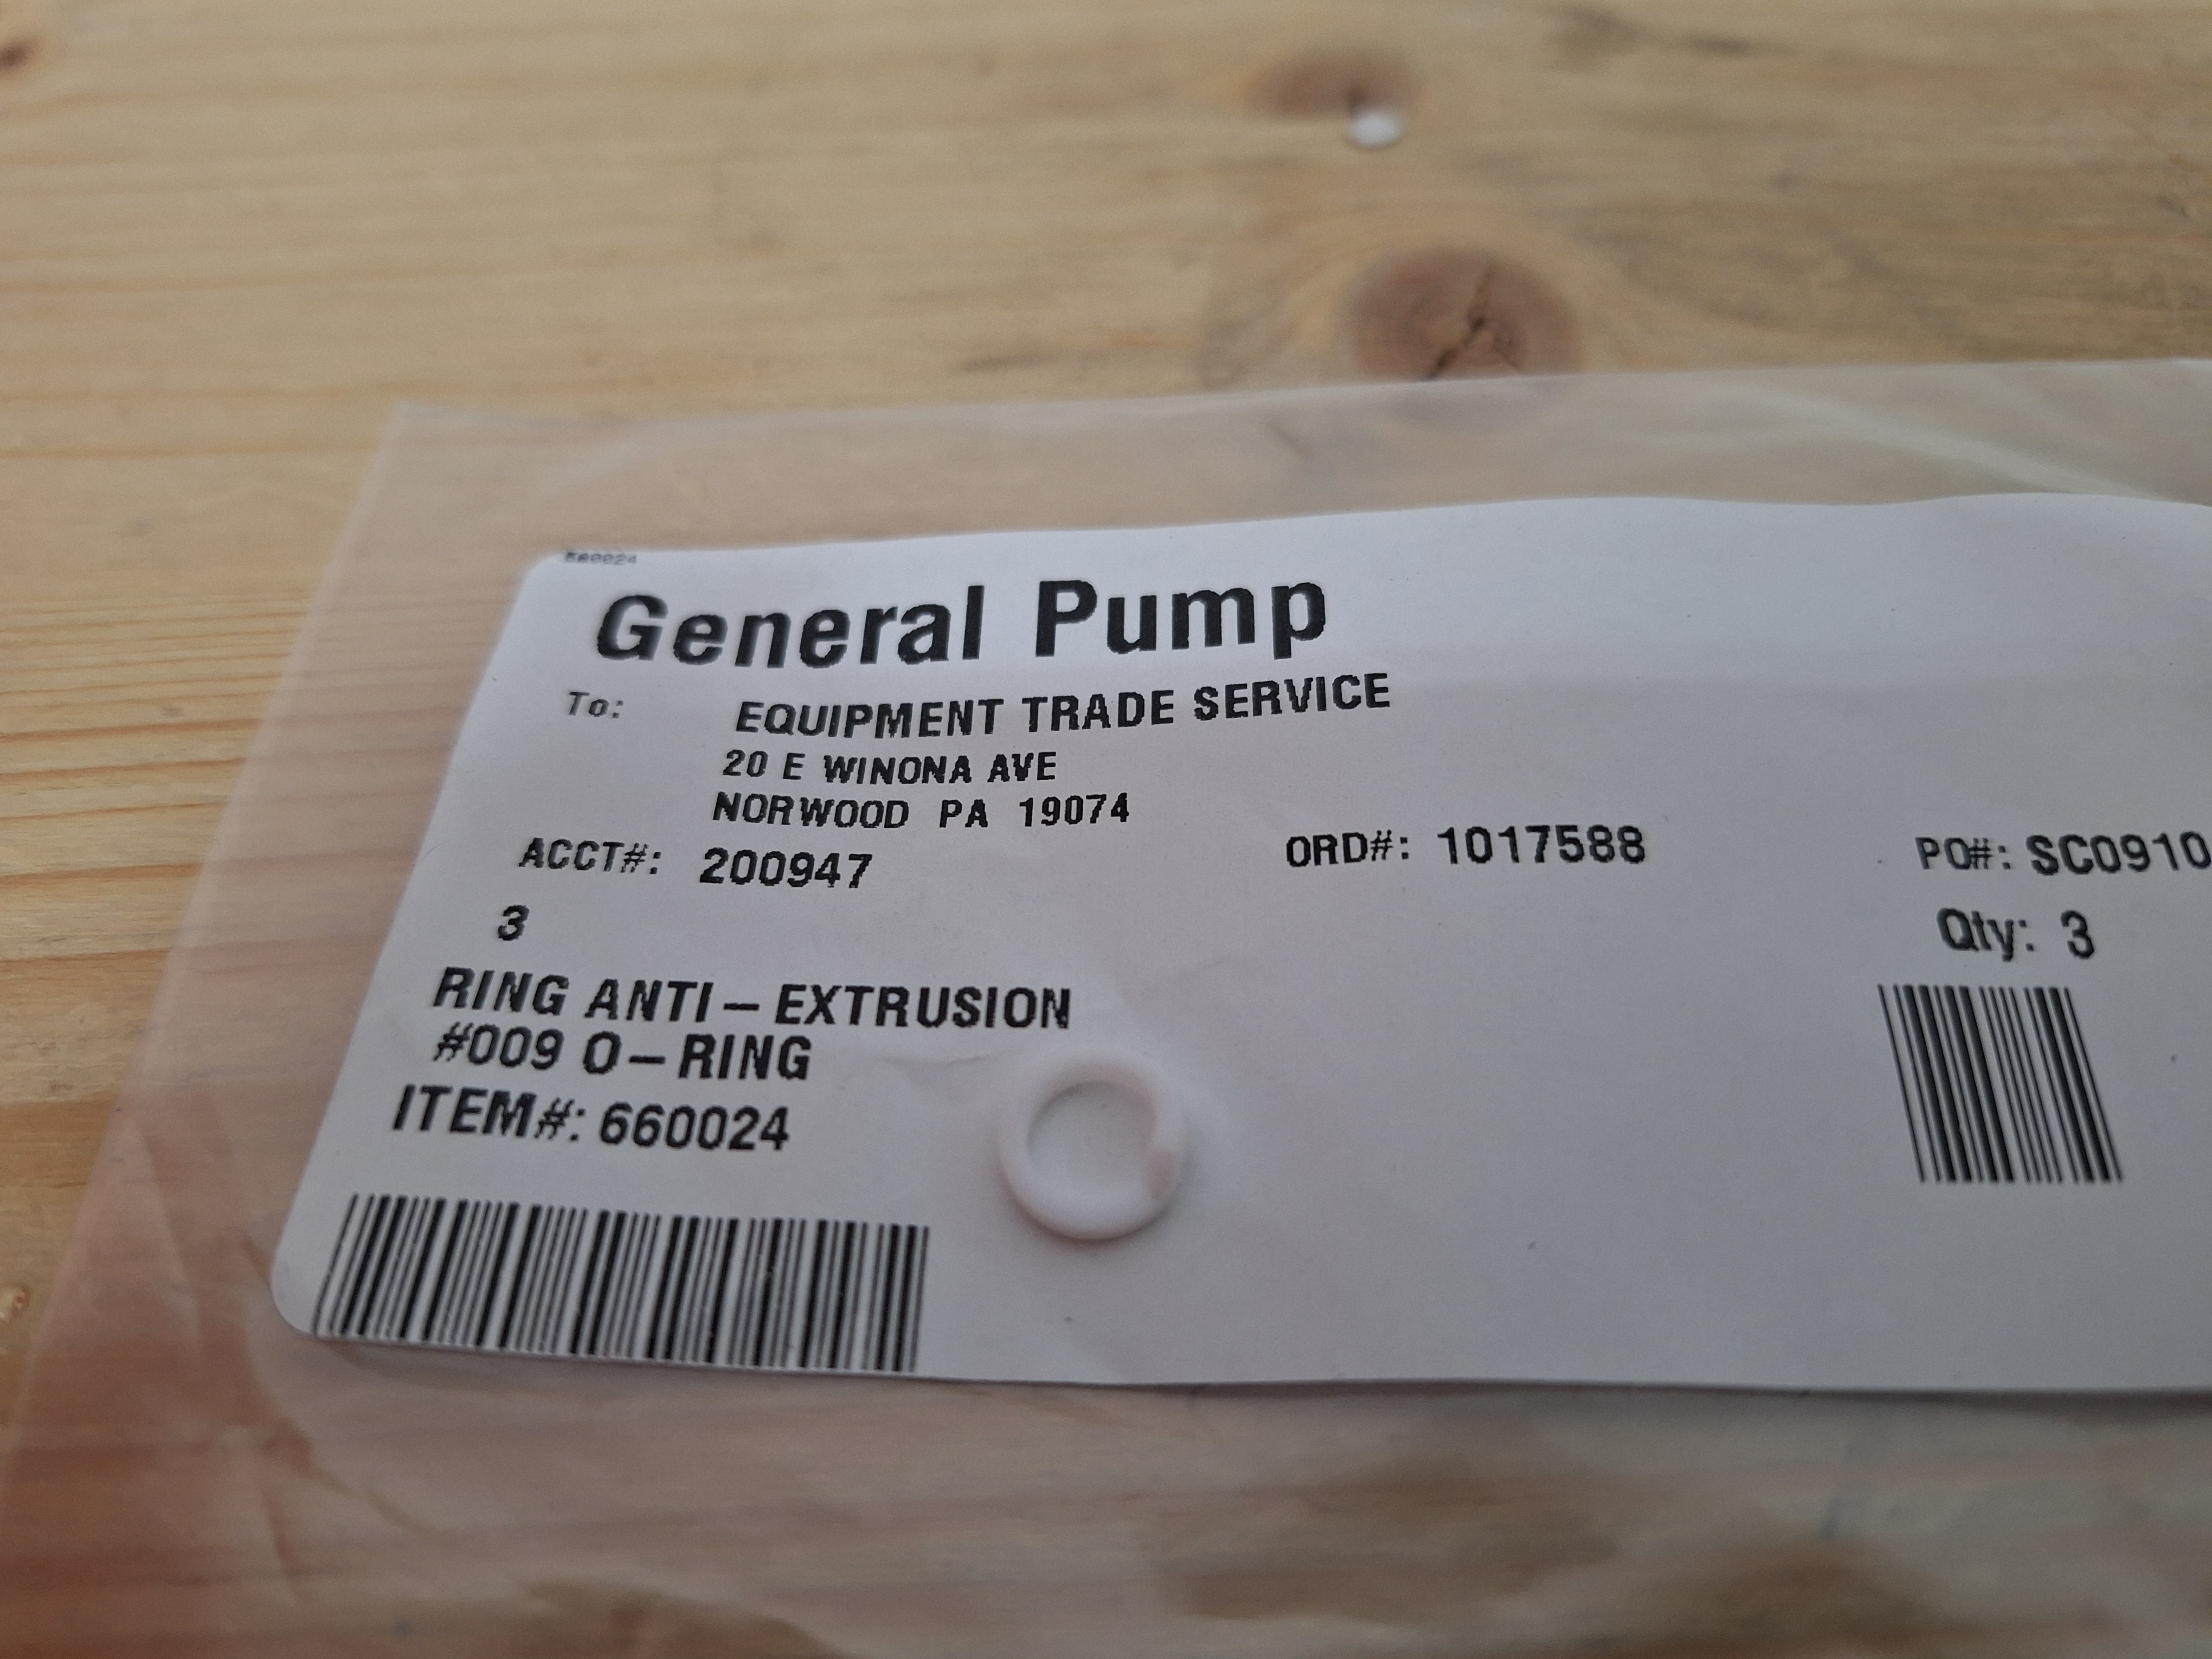 660024
General Pump
To: EQUIPMENT TRADE SERVICE
20 E WINONA AVE
NORWOOD PA 19074
ACCT#: 200947 ORD#: 1017588 PO#: SC0910
3 Qty: 3
RING ANTI-EXTRUSION
#009 O-RING
ITEM#: 660024